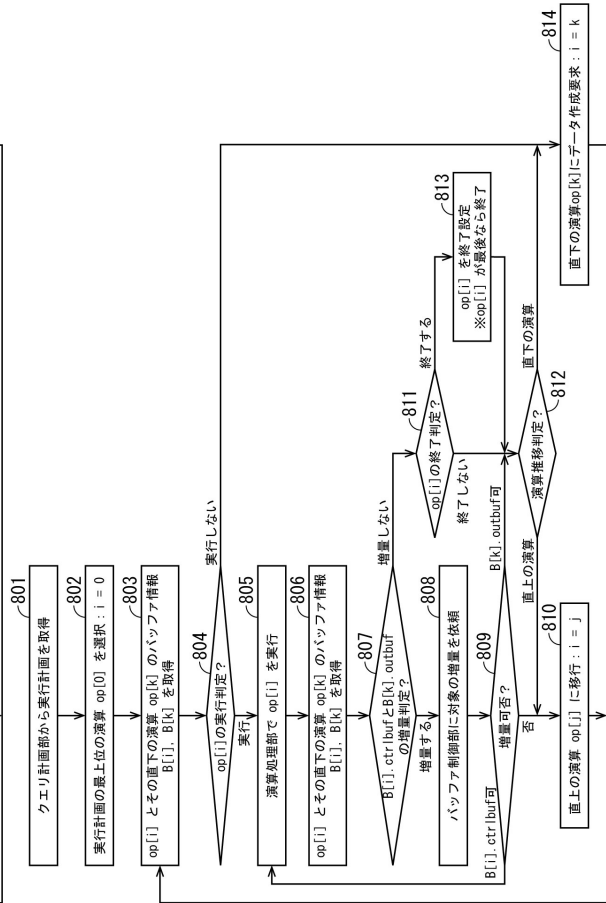 801
クエリ計画部から実行計画を取得
802
実行計画の最上位の演算 op[0] を選択：i = 0
803
op[i] とその直下の演算 op[k] のバッファ情報
B[i]、B[k] を取得
804
op[i]の実行判定？
実行しない
実行
805
演算処理部で op[i] を実行
806
op[i] とその直下の演算 op[k] のバッファ情報
B[i]、B[k] を取得
807
B[i].ctrlbufとB[k].outbuf
の増量判定？
増量しない
増量する
808
バッファ制御部に対象の増量を依頼
809
増量可否？
B[i].ctrlbuf可
B[k].outbuf可
否
810
直上の演算 op[j] に移行：i = j
811
op[i]の終了判定？
終了する
終了しない
813
op[i] を終了設定
※op[i] が最後なら終了
812
演算推移判定？
直上の演算
直下の演算
814
直下の演算op[k]にデータ作成要求：i = k